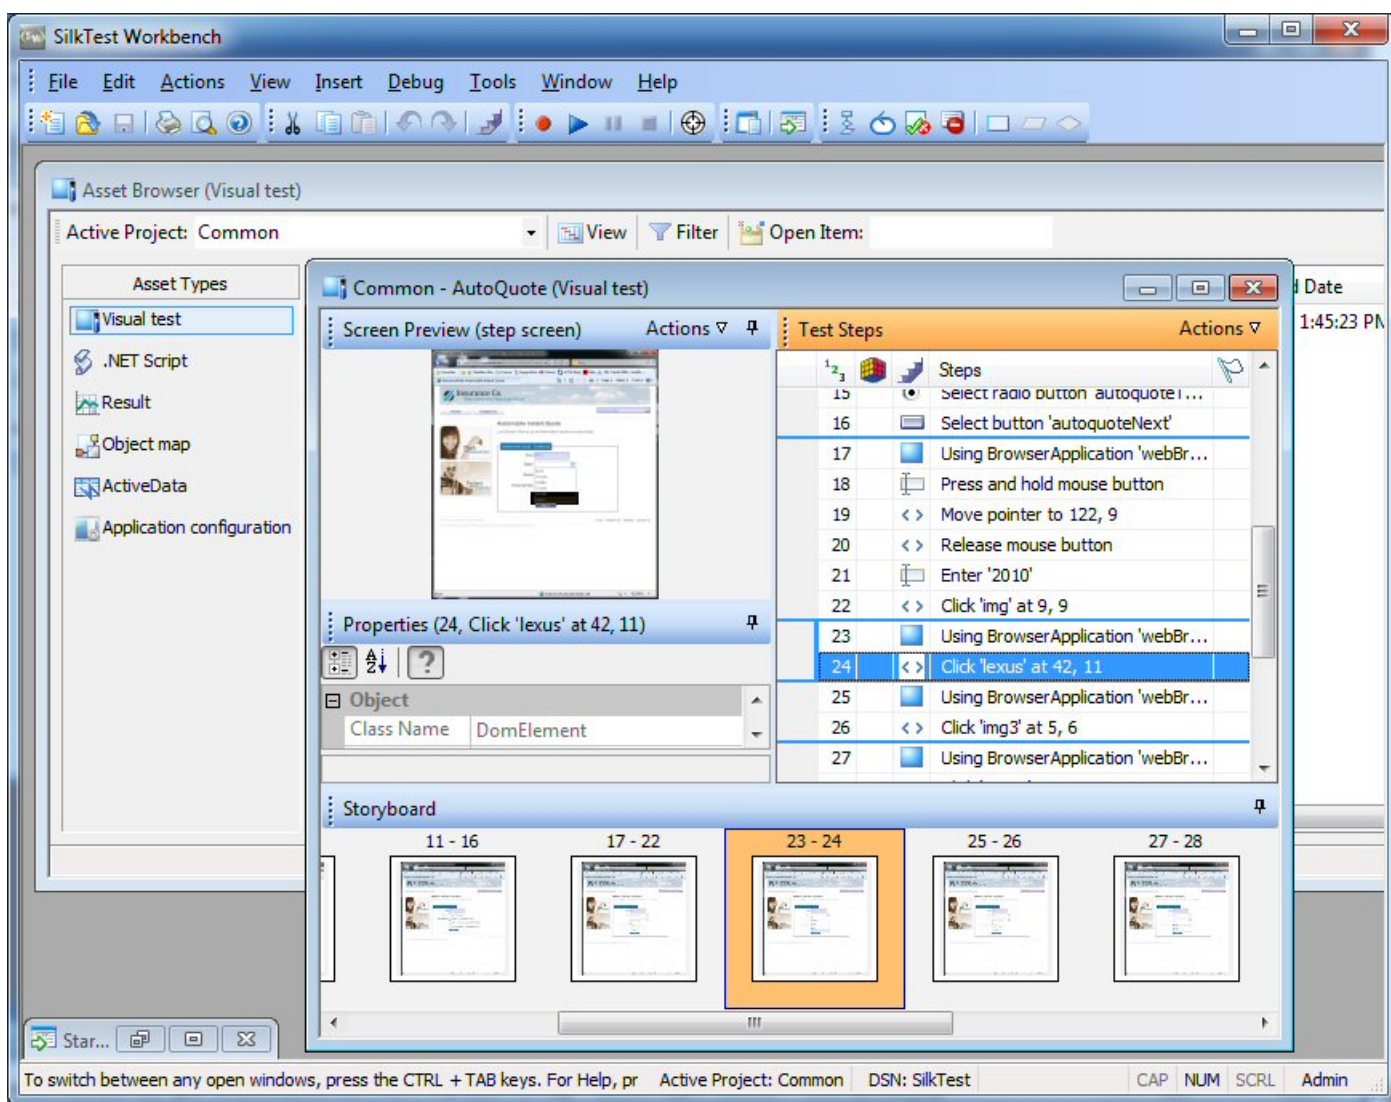 SilkTest Workbench
File Edit Actions View Insert Debug Tools Window Help
Asset Browser (Visual test)
Active Project: Common View Filter Open Item:
Asset Types
Visual test
.NET Script
Result
Object map
ActiveData
Application configuration
d Date
1:45:23 PM
Common - AutoQuote (Visual test)
Screen Preview (step screen) Actions
Insurance Co.
Automobile Instant Quote
Properties (24, Click 'lexus' at 42, 11)
Object
Class Name DomElement
Test Steps Actions
Steps
15 Select radio button 'autoquote1...
16 Select button 'autoquoteNext'
17 Using BrowserApplication 'webBr...
18 Press and hold mouse button
19 Move pointer to 122, 9
20 Release mouse button
21 Enter '2010'
22 Click 'img' at 9, 9
23 Using BrowserApplication 'webBr...
24 Click 'lexus' at 42, 11
25 Using BrowserApplication 'webBr...
26 Click 'img3' at 5, 6
27 Using BrowserApplication 'webBr...
Storyboard
11 - 16 17 - 22 23 - 24 25 - 26 27 - 28
Star...
To switch between any open windows, press the CTRL + TAB keys. For Help, pr Active Project: Common DSN: SilkTest CAP NUM SCRL Admin